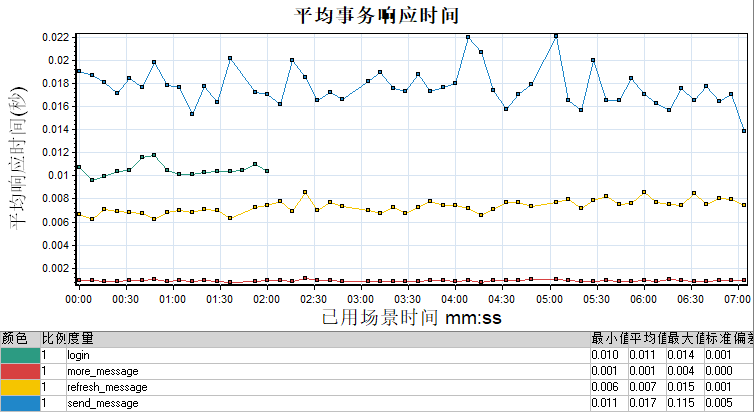 平均事务响应时间
平均响应时间(秒)
0.022
0.02
0.018
0.016
0.014
0.012
0.01
0.008
0.006
0.004
0.002
00:00 00:30 01:00 01:30 02:00 02:30 03:00 03:30 04:00 04:30 05:00 05:30 06:00 06:30 07:00
已用场景时间 mm:ss
颜色 比例 度量 最小值 平均值 最大值 标准偏差
1 login 0.010 0.011 0.014 0.001
1 more_message 0.001 0.001 0.004 0.000
1 refresh_message 0.006 0.007 0.015 0.001
1 send_message 0.011 0.017 0.115 0.005